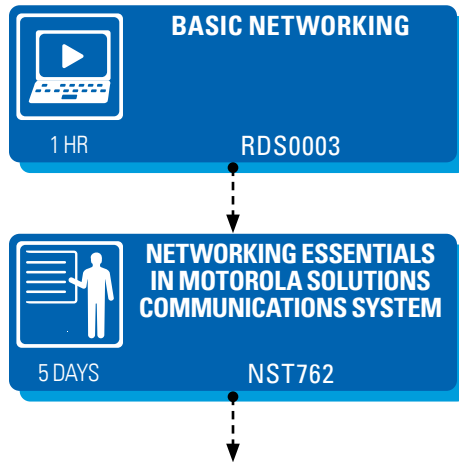 BASIC NETWORKING
1 HR
RDS0003
NETWORKING ESSENTIALS
IN MOTOROLA SOLUTIONS
COMMUNICATIONS SYSTEM
5 DAYS
NST762